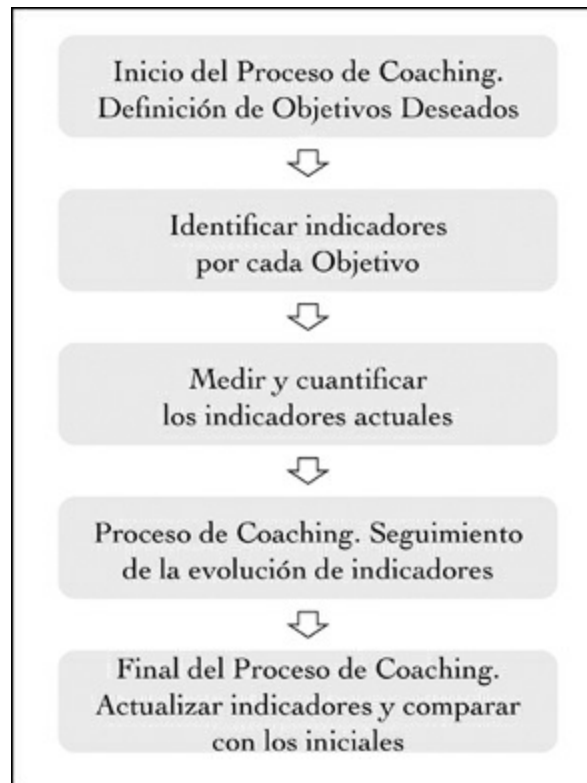 Inicio del Proceso de Coaching.
Definición de Objetivos Deseados
Identificar indicadores
por cada Objetivo
Medir y cuantificar
los indicadores actuales
Proceso de Coaching. Seguimiento
de la evolución de indicadores
Final del Proceso de Coaching.
Actualizar indicadores y comparar
con los iniciales